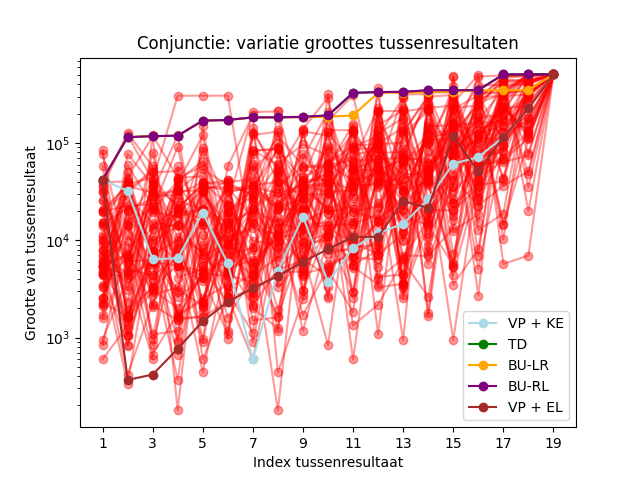 Conjunctie: variatie groottes tussenresultaten
Grootte van tussenresultaat
10^5
10^4
10^3
VP + KE
TD
BU-LR
BU-RL
VP + EL
1 3 5 7 9 11 13 15 17 19
Index tussenresultaat